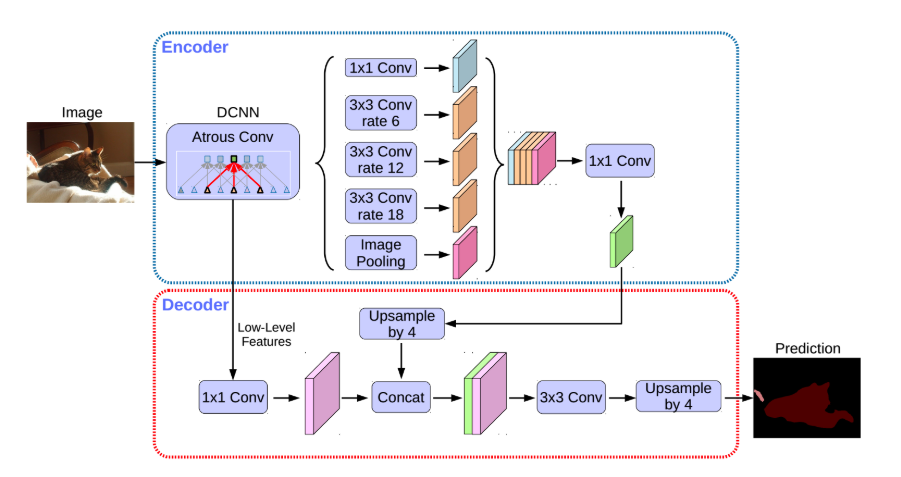 Encoder
Image
DCNN
Atrous Conv
1x1 Conv
3x3 Conv
rate 6
3x3 Conv
rate 12
3x3 Conv
rate 18
Image
Pooling
1x1 Conv
Decoder
Low-Level
Features
Upsample
by 4
1x1 Conv
Concat
3x3 Conv
Upsample
by 4
Prediction